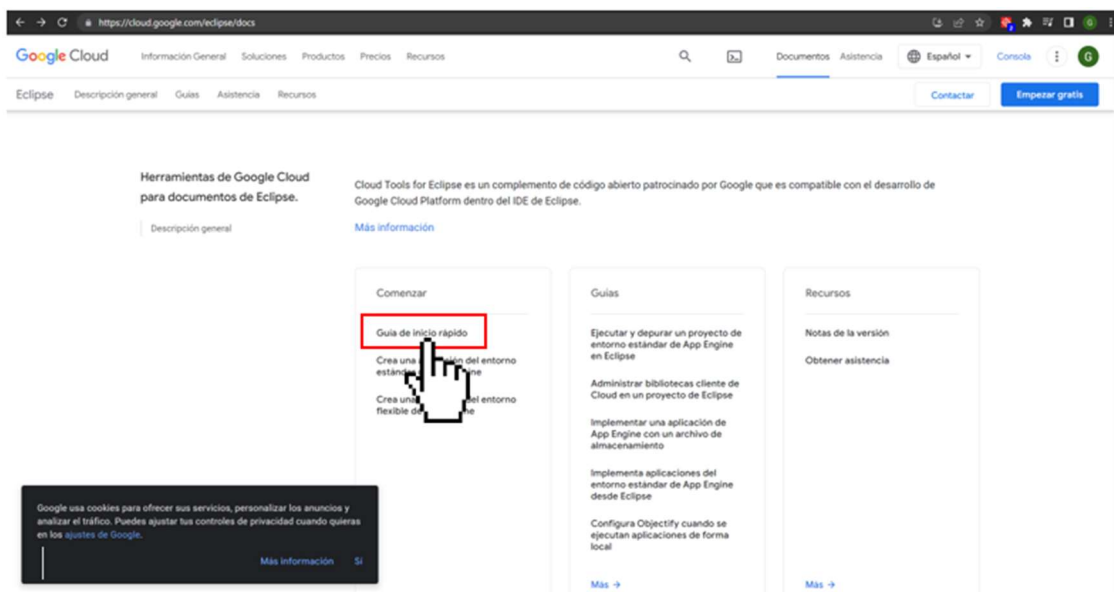 https://cloud.google.com/eclipse/docs
Google Cloud Información General Soluciones Productos Precios Recursos Documentos Asistencia Español Consola G
Eclipse Descripción general Guías Asistencia Recursos Contactar Empezar gratis
Herramientas de Google Cloud
para documentos de Eclipse.
Descripción general
Cloud Tools for Eclipse es un complemento de código abierto patrocinado por Google que es compatible con el desarrollo de
Google Cloud Platform dentro del IDE de Eclipse.
Más información
Comenzar
Guía de inicio rápido
Crea una del entorno
Crea una del entorno
flexible de
Guías
Ejecutar y depurar un proyecto de
entorno estándar de App Engine
en Eclipse
Administrar bibliotecas cliente de
Cloud en un proyecto de Eclipse
Implementar una aplicación de
App Engine con un archivo de
almacenamiento
Implementa aplicaciones del
entorno estándar de App Engine
desde Eclipse
Configura Objectify cuando se
ejecutan aplicaciones de forma
local
Más →
Recursos
Notas de la versión
Obtener asistencia
Más →
Google usa cookies para ofrecer sus servicios, personalizar los anuncios y
analizar el tráfico. Puedes ajustar tus controles de privacidad cuando quieras
en los ajustes de Google.
Más información Sí